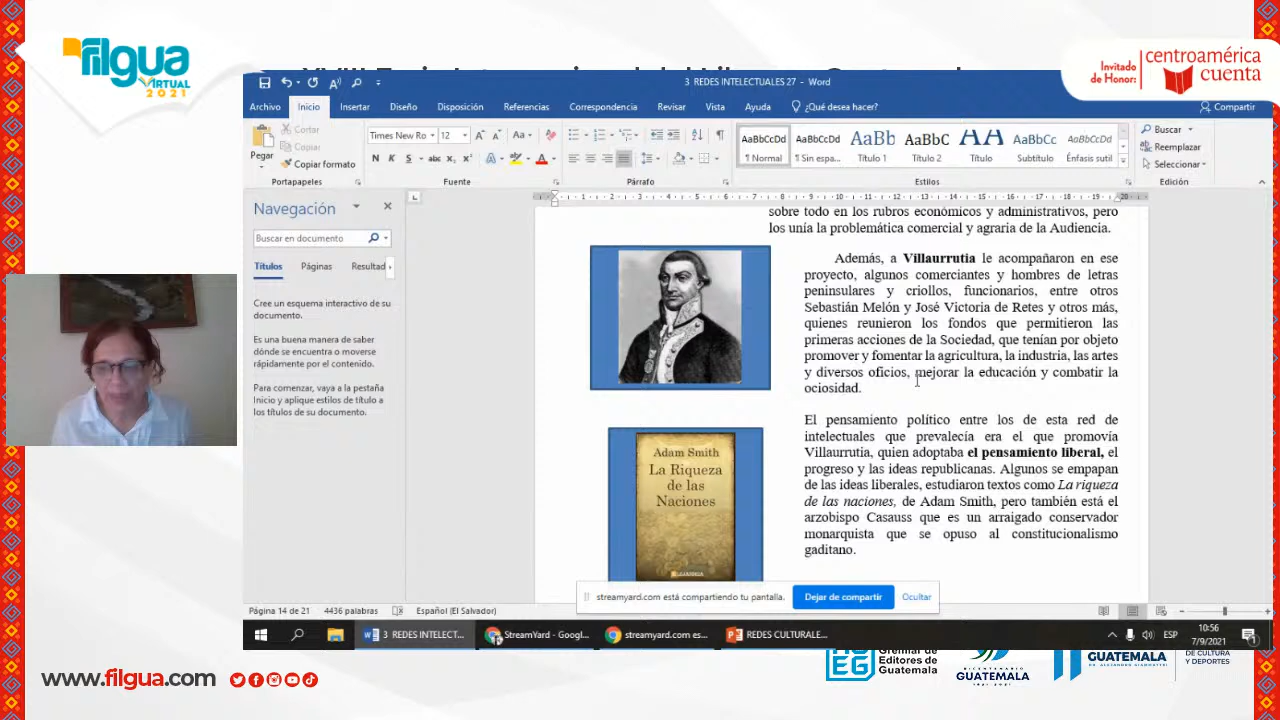 filgua
VIRTUAL
2021
Invitado
de Honor:
centroamérica
cuenta
3 REDES INTELECTUALES 27 - Word
Archivo
Inicio
Insertar
Diseño
Disposición
Referencias
Correspondencia
Revisar
Vista
Ayuda
¿Qué desea hacer?
Compartir
Pegar
Cortar
Copiar
Copiar formato
Portapapeles
Times New Ro
12
N K S abc x₂ x²
Fuente
Párrafo
AaBbCcDd
¶ Normal
AaBbCcDd
¶ Sin espa...
AaBb
Título 1
AaBbC
Título 2
AA
Título
AaBbCc
Subtítulo
AaBbCcDd
Énfasis sutil
Estilos
Buscar
Reemplazar
Seleccionar
Edición
Navegación
Buscar en documento
Títulos
Páginas
Resultad
Cree un esquema interactivo de su
documento.
Es una buena manera de saber
dónde se encuentra o moverse
rápidamente por el contenido.
Para comenzar, vaya a la pestaña
Inicio y aplique estilos de título a
los títulos de su documento.
sobre todo en los rubros económicos y administrativos, pero
los unía la problemática comercial y agraria de la Audiencia.
Además, a Villaurrutia le acompañaron en ese
proyecto, algunos comerciantes y hombres de letras
peninsulares y criollos, funcionarios, entre otros
Sebastián Melón y José Victoria de Retes y otros más,
quienes reunieron los fondos que permitieron las
primeras acciones de la Sociedad, que tenían por objeto
promover y fomentar la agricultura, la industria, las artes
y diversos oficios, mejorar la educación y combatir la
ociosidad.
El pensamiento político entre los de esta red de
intelectuales que prevalecía era el que promovía
Villaurrutia, quien adoptaba el pensamiento liberal, el
progreso y las ideas republicanas. Algunos se empapan
de las ideas liberales, estudiaron textos como La riqueza
de las naciones, de Adam Smith, pero también está el
arzobispo Casauss que es un arraigado conservador
monarquista que se opuso al constitucionalismo
gaditano.
Adam Smith
La Riqueza
de las
Naciones
streamyard.com está compartiendo tu pantalla.
Dejar de compartir
Ocultar
Página 14 de 21
4436 palabras
Español (El Salvador)
3 REDES INTELECT...
StreamYard - Googl...
streamyard.com es...
REDES CULTURALE...
ESP
10:56
7/9/2021
www.filgua.com
Gremial de
Editores de
Guatemala
BICENTENARIO
GUATEMALA
GUATEMALA
DE CULTURA
Y DEPORTES